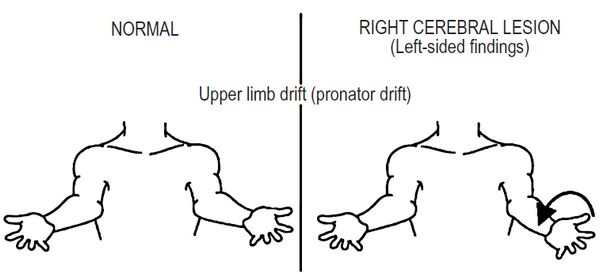 NORMAL
RIGHT CEREBRAL LESION
(Left-sided findings)
Upper limb drift (pronator drift)